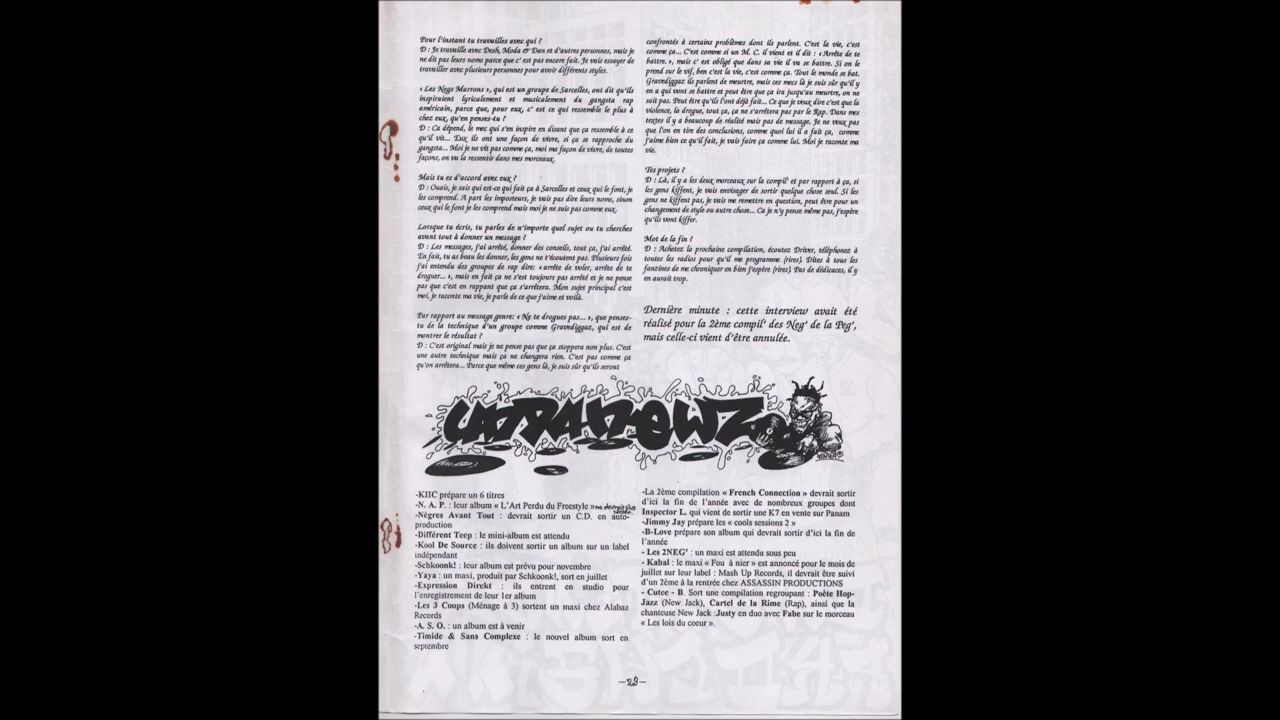 Pour l'instant tu travailles avec qui ?
D : Je travaille avec Desh, Moda & Dan et d'autres personnes, mais je
ne dit pas leurs noms parce que c'est pas encore fait. Je vais essayer de
travailler avec plusieurs personnes pour avoir différents styles.
« Les Negs Marrons », qui est un groupe de Sarcelles, ont dit qu'ils
inspiraient lyricalement et musicalement du gangsta rap
américain, parce que, pour eux, c' est ce qui ressemble le plus à
chez eux, qu'en penses-tu ?
D : Ca dépend, le mec qui s'en inspire en disant que ça ressemble à ce
qu'il vit... Eux ils ont une façon de vivre, si ça se rapproche du
gangsta... Moi je ne vit pas comme ça, moi ma façon de vivre, de toutes
façons, on va la ressentir dans mes morceaux.
Mais tu es d'accord avec eux ?
D : Ouais, je sais qui est-ce qui fait ça à Sarcelles et ceux qui le font, je
les comprend. A part les imposteurs, je vais pas dire leurs noms, sinon
ceux qui le font je les comprend mais moi je ne suis pas comme eux.
Lorsque tu écris, tu parles de n'importe quel sujet ou tu cherches
avant tout à donner un message ?
D : Les messages, j'ai arrêté, donner des conseils, tout ça, j'ai arrêté.
En fait, tu as beau les donner, les gens ne t'écoutent pas. Plusieurs fois
j'ai entendu des groupes de rap dire: « arrête de voler, arrête de te
droguer... », mais en fait ça ne s'est toujours pas arrêté et je ne pense
pas que c'est en rappant que ça s'arrêtera. Mon sujet principal c'est
moi, je raconte ma vie, je parle de ce que j'aime et voilà.
Par rapport au message genre: « Ne te drogues pas... », que penses-
tu de la technique d'un groupe comme Gravediggaz, qui est de
montrer le résultat ?
D : C'est original mais je ne pense pas que ça stoppera non plus. C'est
une autre technique mais ça ne changera rien. C'est pas comme ça
qu'on arrêtera... Parce que même ces gens là, je suis sûr qu'ils seront
confrontés à certains problèmes dont ils parlent. C'est la vie, c'est
comme ça... C'est comme si un M. C. il vient et il dit : « Arrête de te
battre. », mais c' est obligé que dans sa vie il va se battre. Si on le
prend sur le vif, ben c'est la vie, c'est comme ça. Tout le monde se bat.
Gravediggaz ils parlent de meurtre, mais ces mecs là je suis sûr qu'il y
en a qui vont se battre et peut être que ça ira jusqu'au meurtre, on ne
sait pas. Peut être qu'ils l'ont déjà fait... Ce que je veux dire c'est que la
violence, la drogue, tout ça, ça ne s'arrêtera pas par le Rap. Dans mes
textes il y a beaucoup de réalité mais pas de message. Je ne veux pas
que l'on en tire des conclusions, comme quoi lui il a fait ça, comme
j'aime bien ce qu'il fait, je vais faire ça comme lui. Moi je raconte ma
vie.
Tes projets ?
D : Là, il y a les deux morceaux sur la compil' et par rapport à ça, si
les gens kiffent, je vais envisager de sortir quelque chose seul. Si les
gens ne kiffent pas, je vais me remettre en question, peut être pour un
changement de style ou autre chose... Ca je n'y pense même pas, j'espère
qu'ils vont kiffer.
Mot de la fin ?
D : Achetez la prochaine compilation, écoutez Driver, téléphonez à
toutes les radios pour qu'il me programme (rires). Dites à tous les
fanzines de me chroniquer en bien j'espère (rires). Pas de dédicaces, il y
en aurait trop.
Dernière minute : cette interview avait été
réalisé pour la 2ème compil' des Neg' de la Peg',
mais celle-ci vient d'être annulée.
UNDANEWZ
-KIIC prépare un 6 titres
-N. A. P. : leur album « L'Art Perdu du Freestyle » ne devrait plus
-Nègres Avant Tout : devrait sortir un C.D. en auto-
production
-Différent Teep : le mini-album est attendu
-Kool De Source : ils doivent sortir un album sur un label
indépendant
-Schkoonk! : leur album est prévu pour novembre
-Yaya : un maxi, produit par Schkoonk!, sort en juillet
-Expression Direkt : ils entrent en studio pour
l'enregistrement de leur 1er album
-Les 3 Coups (Ménage à 3) sortent un maxi chez Alabaz
Records
-A. S. O. : un album est à venir
-Timide & Sans Complexe : le nouvel album sort en
septembre
-La 2ème compilation « French Connection » devrait sortir
d'ici la fin de l'année avec de nombreux groupes dont
Inspector L. qui vient de sortire une K7 en vente sur Panam
-Jimmy Jay prépare les « cools sessions 2 »
-B-Love prépare son album qui devrait sortir d'ici la fin de
l'année
- Les 2NEG' : un maxi est attendu sous peu
- Kabal : le maxi « Fou à nier » est annoncé pour le mois de
juillet sur leur label : Mash Up Records, il devrait être suivi
d'un 2ème à la rentrée chez ASSASSIN PRODUCTIONS
- Cutee - B. Sort une compilation regroupant : Poète Hop-
Jazz (New Jack), Cartel de la Rime (Rap), ainsi que la
chanteuse New Jack :Justy en duo avec Fabe sur le morceau
« Les lois du coeur ».
-23-